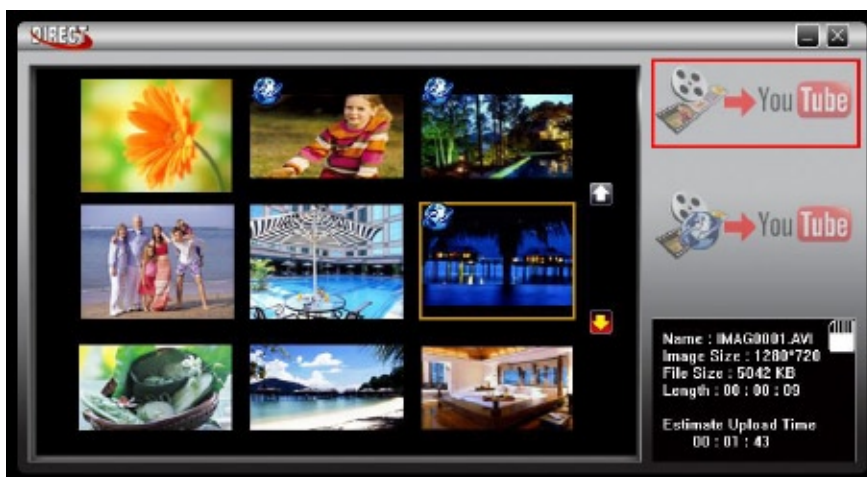 DIRECT
You Tube
You Tube
Name : IMAG0001.AVI
Image Size : 1280*720
File Size : 5042 KB
Length : 00 : 00 : 09
Estimate Upload Time
00 : 01 : 43